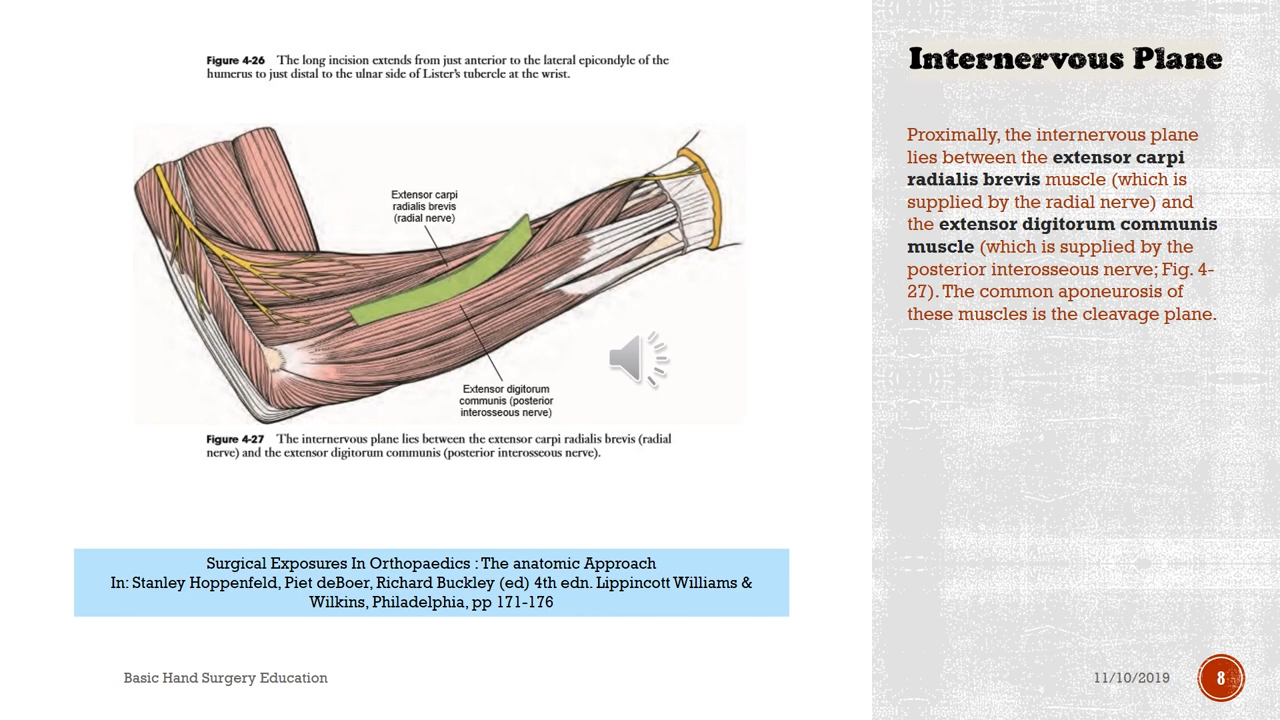 Figure 4-26 The long incision extends from just anterior to the lateral epicondyle of the
humerus to just distal to the ulnar side of Lister's tubercle at the wrist.
Extensor carpi
radialis brevis
(radial nerve)
Extensor digitorum
communis (posterior
interosseous nerve)
Figure 4-27 The internervous plane lies between the extensor carpi radialis brevis (radial
nerve) and the extensor digitorum communis (posterior interosseous nerve).
Surgical Exposures In Orthopaedics : The anatomic Approach
In: Stanley Hoppenfeld, Piet deBoer, Richard Buckley (ed) 4th edn. Lippincott Williams &
Wilkins, Philadelphia, pp 171-176
Internervous Plane
Proximally, the internervous plane
lies between the extensor carpi
radialis brevis muscle (which is
supplied by the radial nerve) and
the extensor digitorum communis
muscle (which is supplied by the
posterior interosseous nerve; Fig. 4-
27). The common aponeurosis of
these muscles is the cleavage plane.
Basic Hand Surgery Education
11/10/2019
8